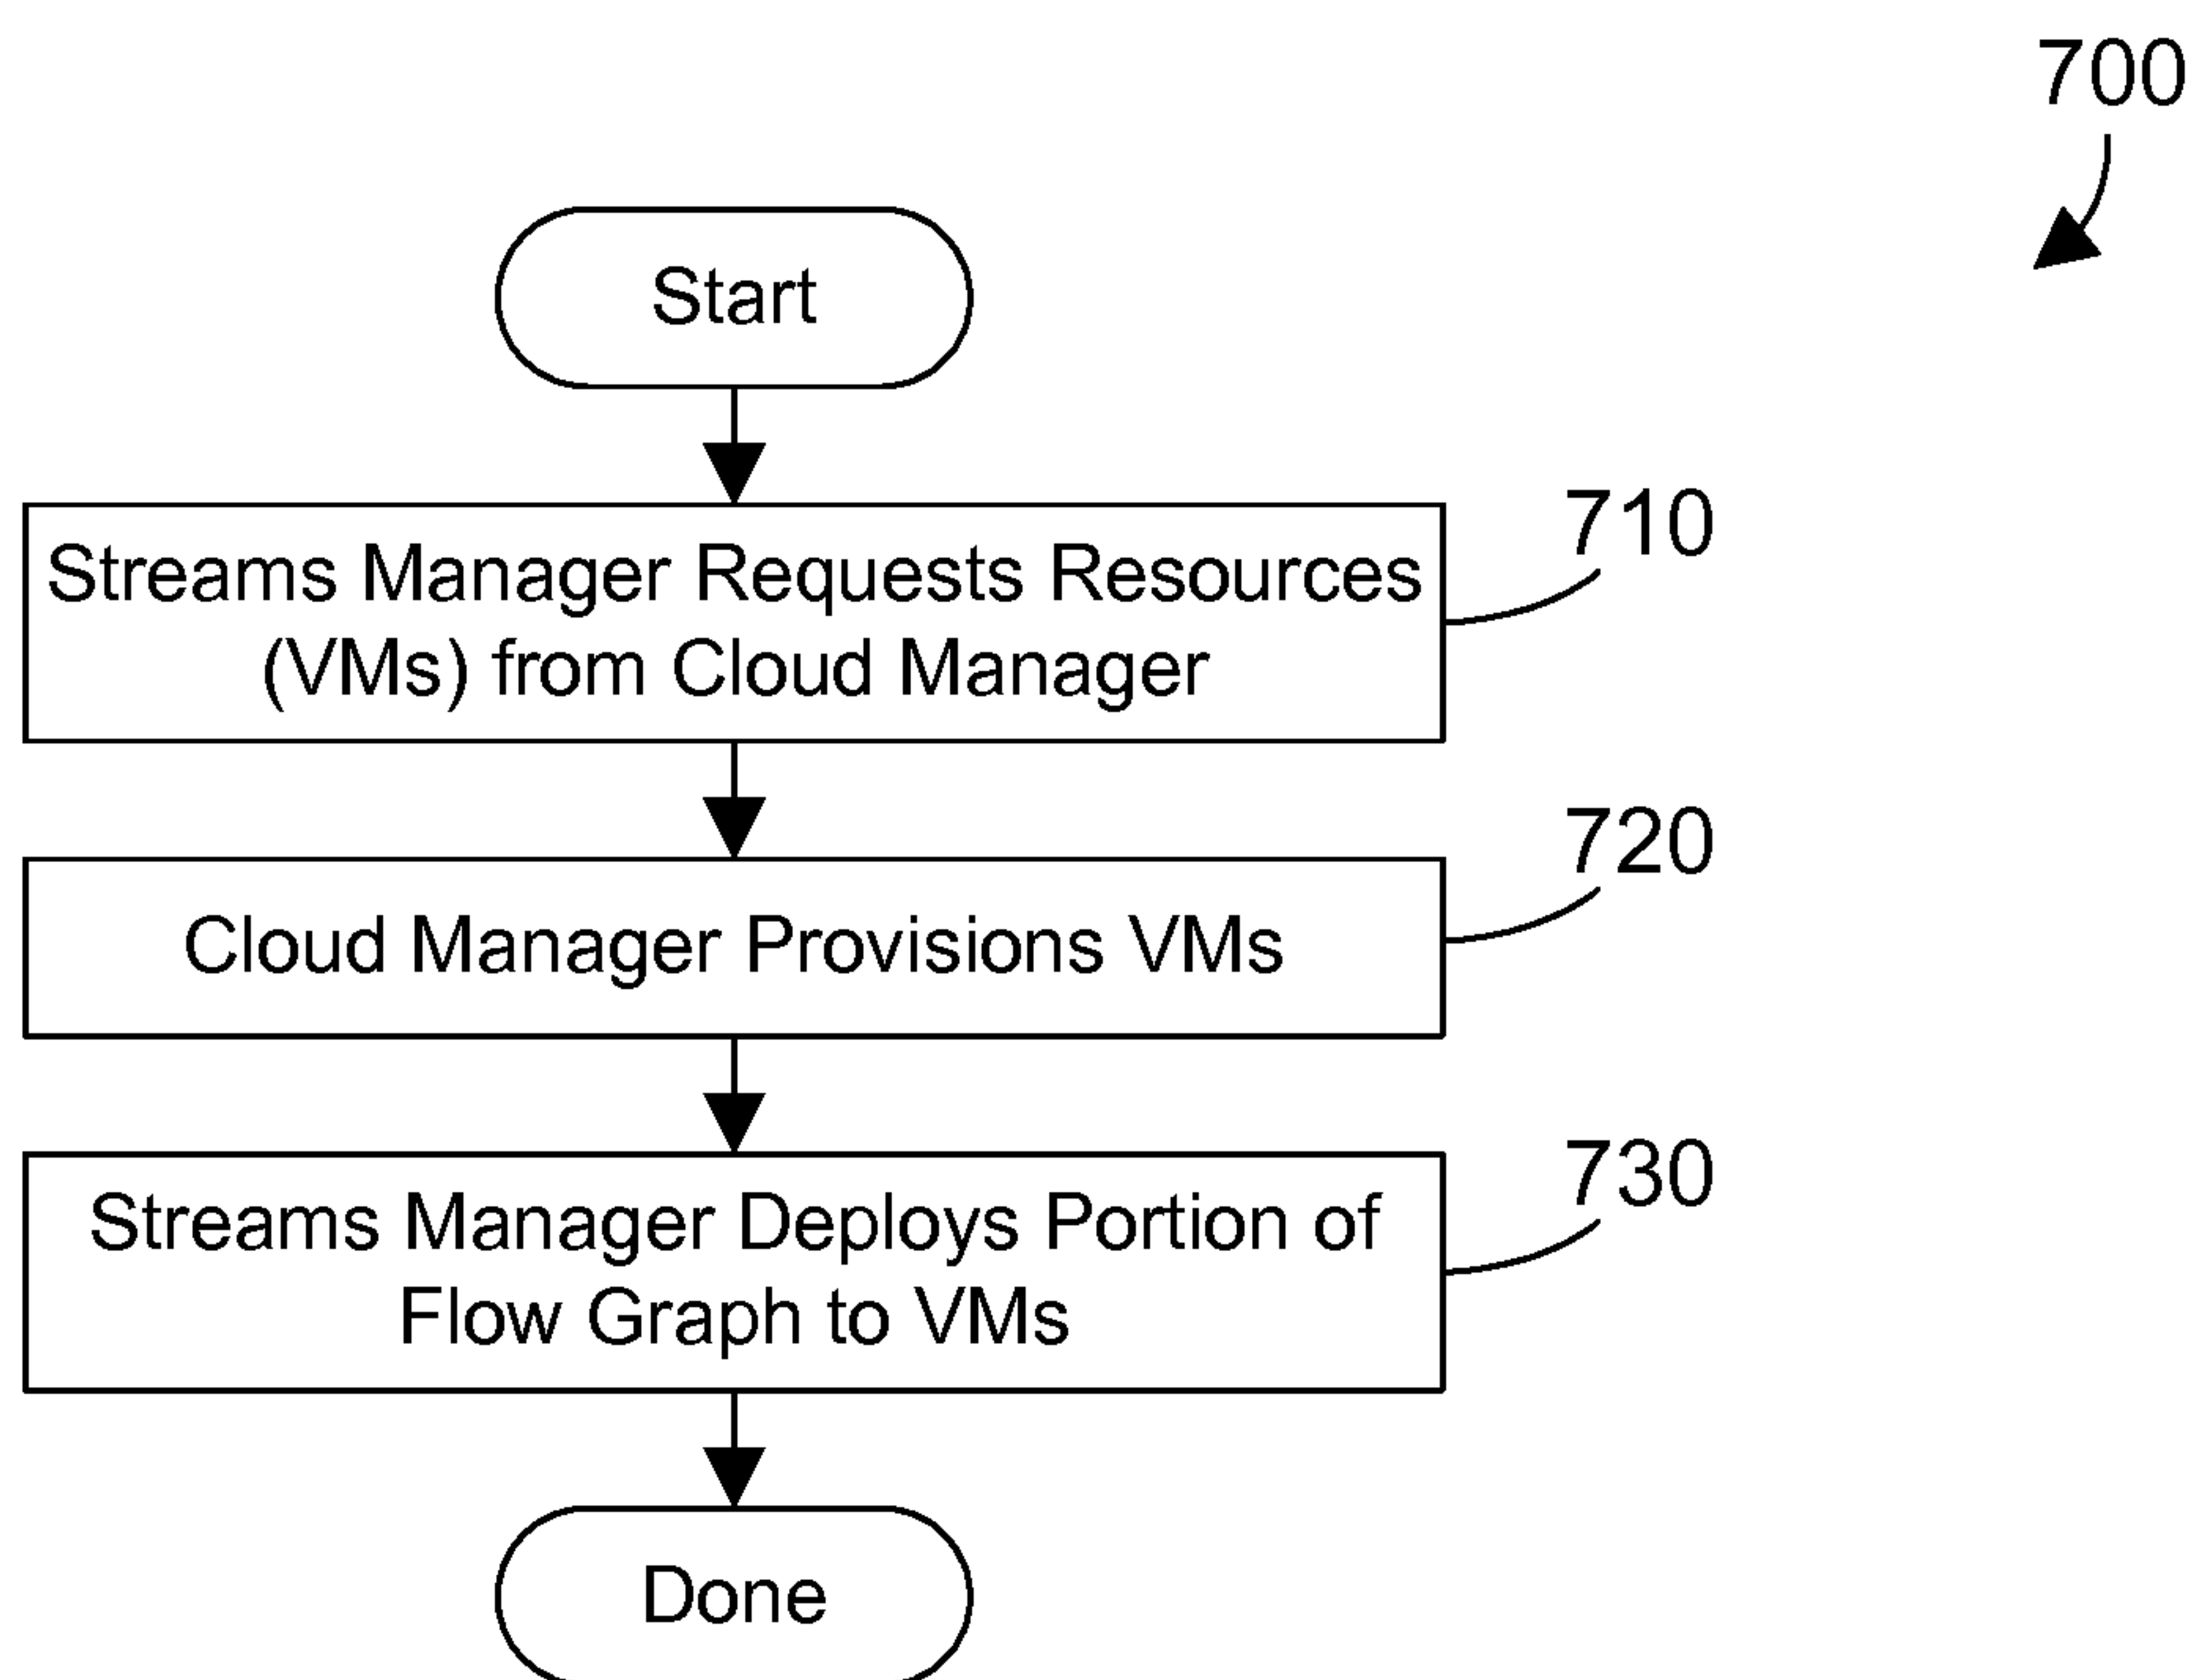 700
Start
710
Streams Manager Requests Resources
(VMs) from Cloud Manager
720
Cloud Manager Provisions VMs
730
Streams Manager Deploys Portion of
Flow Graph to VMs
Done